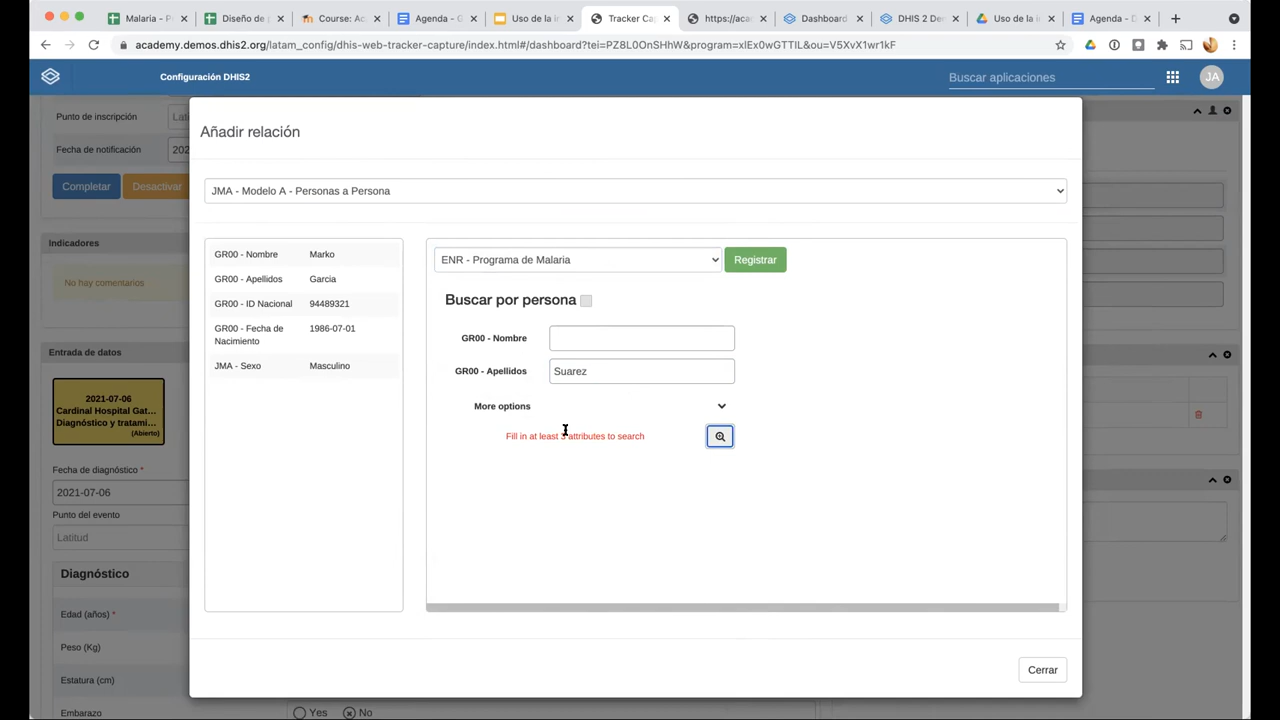 Malaria - P
Diseño de
Course: Ac
Agenda - G
Uso de la i
Tracker Ca
https://aca
Dashboard
DHIS 2 De
Uso de la i
Agenda - D
academy.demos.dhis2.org/latam_config/dhis-web-tracker-capture/index.html#/dashboard?tei=PZ8L0OnSHhW&program=xlEx0wGTTIL&ou=V5XvX1wr1kF
Configuración DHIS2
Buscar aplicaciones
JA
Punto de inscripción
Fecha de notificación
202
Completar
Desactivar
Indicadores
No hay comentarios
Entrada de datos
2021-07-06
Cardinal Hospital Gat...
Diagnóstico y tratami...
(Abierto)
Fecha de diagnóstico *
2021-07-06
Punto del evento
Latitud
Diagnóstico
Edad (años) *
Peso (Kg)
Estatura (cm)
Embarazo
Yes
No
Añadir relación
JMA - Modelo A - Personas a Persona
GR00 - Nombre Marko
GR00 - Apellidos Garcia
GR00 - ID Nacional 94489321
GR00 - Fecha de Nacimiento 1986-07-01
JMA - Sexo Masculino
ENR - Programa de Malaria
Registrar
Buscar por persona
GR00 - Nombre
GR00 - Apellidos Suarez
More options
Fill in at least attributes to search
Cerrar